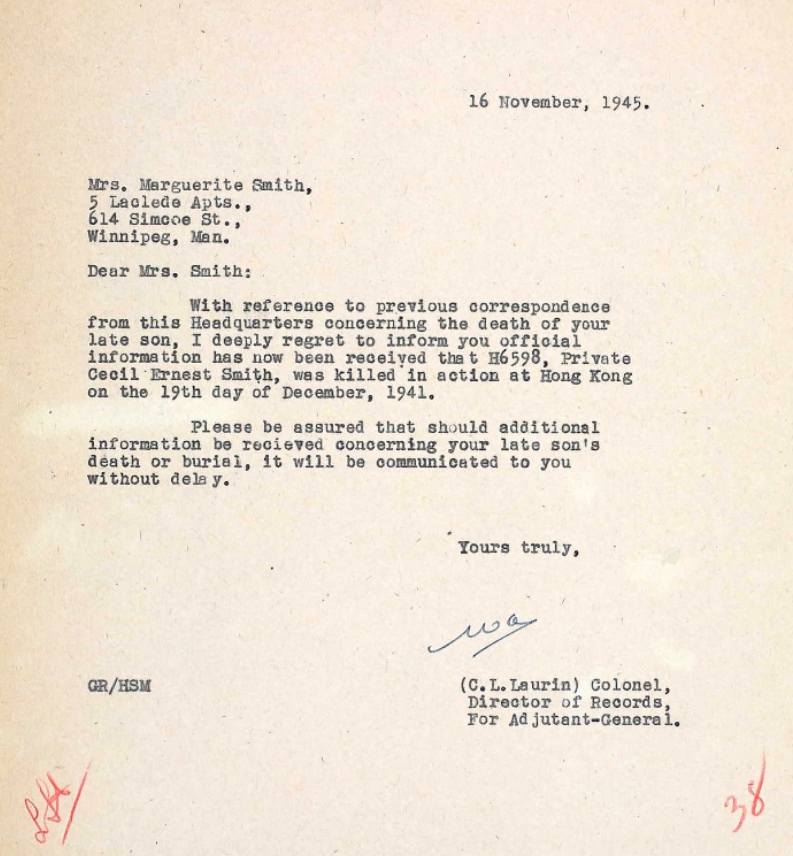 16 November, 1945.
Mrs. Marguerite Smith,
5 Laclede Apts.,
614 Simcoe St.,
Winnipeg, Man.
Dear Mrs. Smith:
With reference to previous correspondence
from this Headquarters concerning the death of your
late son, I deeply regret to inform you official
information has now been received that H6598, Private
Cecil Ernest Smith, was killed in action at Hong Kong
on the 19th day of December, 1941.
Please be assured that should additional
information be recieved concerning your late son's
death or burial, it will be communicated to you
without delay.
Yours truly,
GR/HSM
(C.L.Laurin) Colonel,
Director of Records,
For Adjutant-General.
38